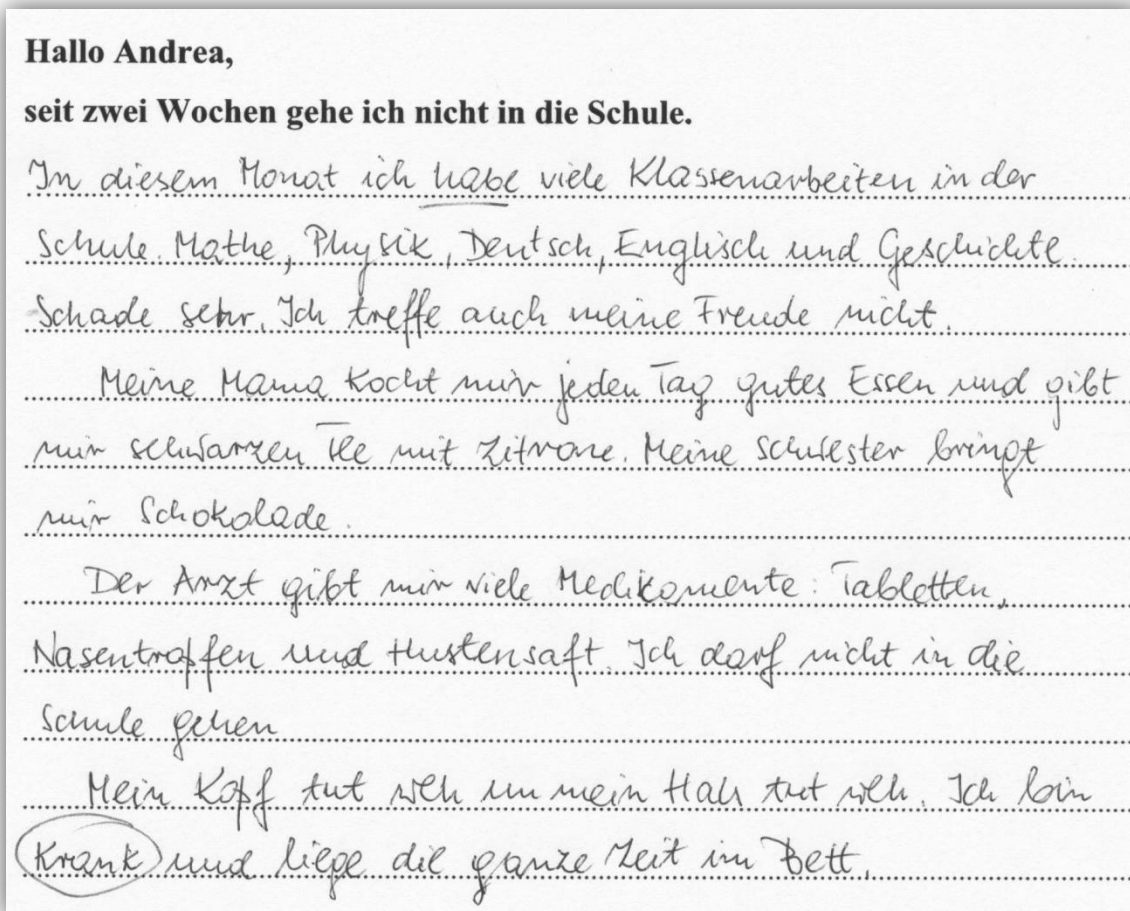 Hallo Andrea,
seit zwei Wochen gehe ich nicht in die Schule.
In diesem Monat ich habe viele Klassenarbeiten in der
Schule. Mathe, Physik, Deutsch, Englisch und Geschichte.
Schade sehr. Ich treffe auch meine Freude nicht.
Meine Mama kocht mir jeden Tag gutes Essen und gibt
mir schwarzen Tee mit Zitrone. Meine Schwester bringt
mir Schokolade.
Der Arzt gibt mir viele Medikamente: Tabletten,
Nasentropfen und Hustensaft. Ich darf nicht in die
Schule gehen
Mein Kopf tut weh un mein Hals tut weh. Ich bin
krank und liege die ganze Zeit im Bett.